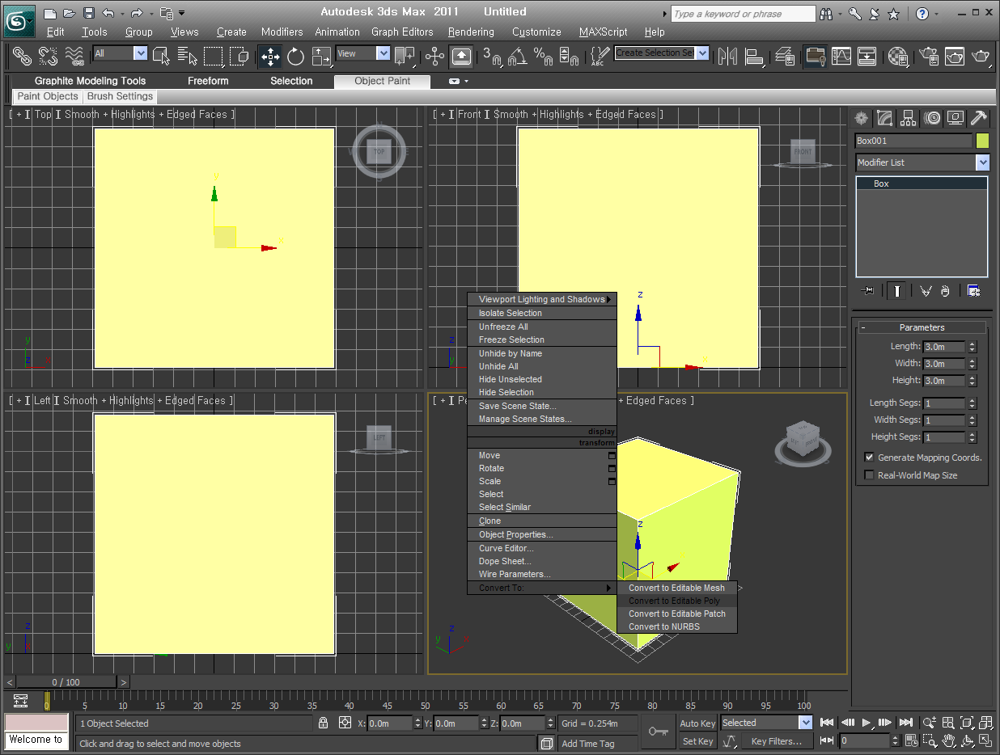 Autodesk 3ds Max 2011 Untitled
Type a keyword or phrase
Edit Tools Group Views Create Modifiers Animation Graph Editors Rendering Customize MAXScript Help
All View 3 ABC Create Selection Se
Graphite Modeling Tools Freeform Selection Object Paint
Paint Objects Brush Settings
[ + ] Top ] Smooth + Highlights + Edged Faces ]
TOP
y
x
y
z
x
[ + ] Front ] Smooth + Highlights + Edged Faces ]
FRONT
z
x
z
y
[ + ] Left ] Smooth + Highlights + Edged Faces ]
LEFT
z
y
[ + ] Pe
+ Edged Faces ]
z
z
y
x
Viewport Lighting and Shadows
Isolate Selection
Unfreeze All
Freeze Selection
Unhide by Name
Unhide All
Hide Unselected
Hide Selection
Save Scene State...
Manage Scene States...
display
transform
Move
Rotate
Scale
Select
Select Similar
Clone
Object Properties...
Curve Editor...
Dope Sheet...
Wire Parameters...
Convert To:
Convert to Editable Mesh
Convert to Editable Poly
Convert to Editable Patch
Convert to NURBS
Box001
Modifier List
Box
- Parameters
Length: 3.0m
Width: 3.0m
Height: 3.0m
Length Segs: 1
Width Segs: 1
Height Segs: 1
Generate Mapping Coords.
Real-World Map Size
< 0 / 100 >
0 5 10 15 20 25 30 35 40 45 50 55 60 65 70 75 80 85 90 95 100
1 Object Selected X: 0.0m Y: 0.0m Z: 0.0m Grid = 0.254m Auto Key Selected
Welcome to Click and drag to select and move objects Add Time Tag Set Key Key Filters... 0